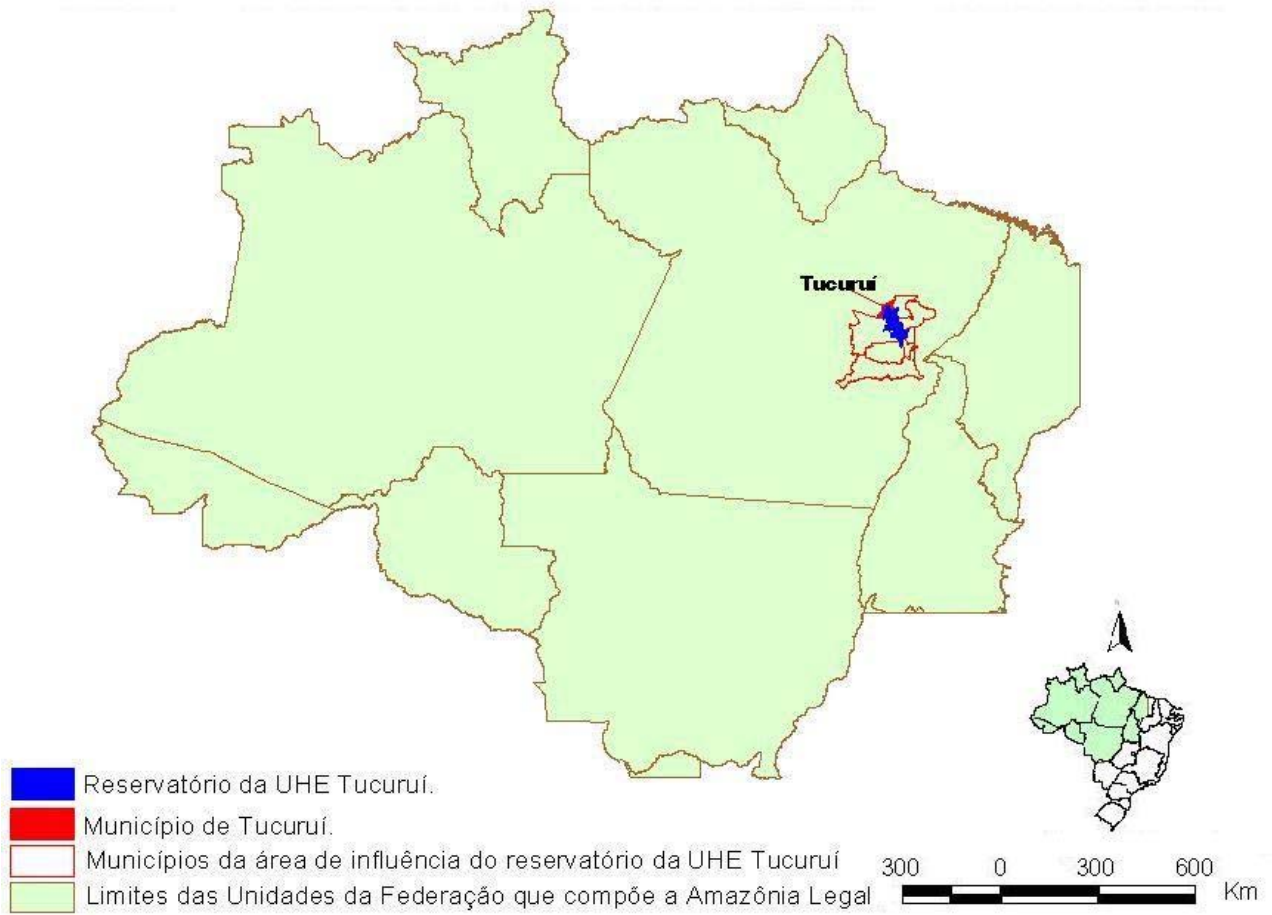 Tucuruí
Reservatório da UHE Tucuruí.
Município de Tucuruí.
Municípios da área de influência do reservatório da UHE Tucuruí
Limites das Unidades da Federação que compõe a Amazônia Legal
300 0 300 600
Km